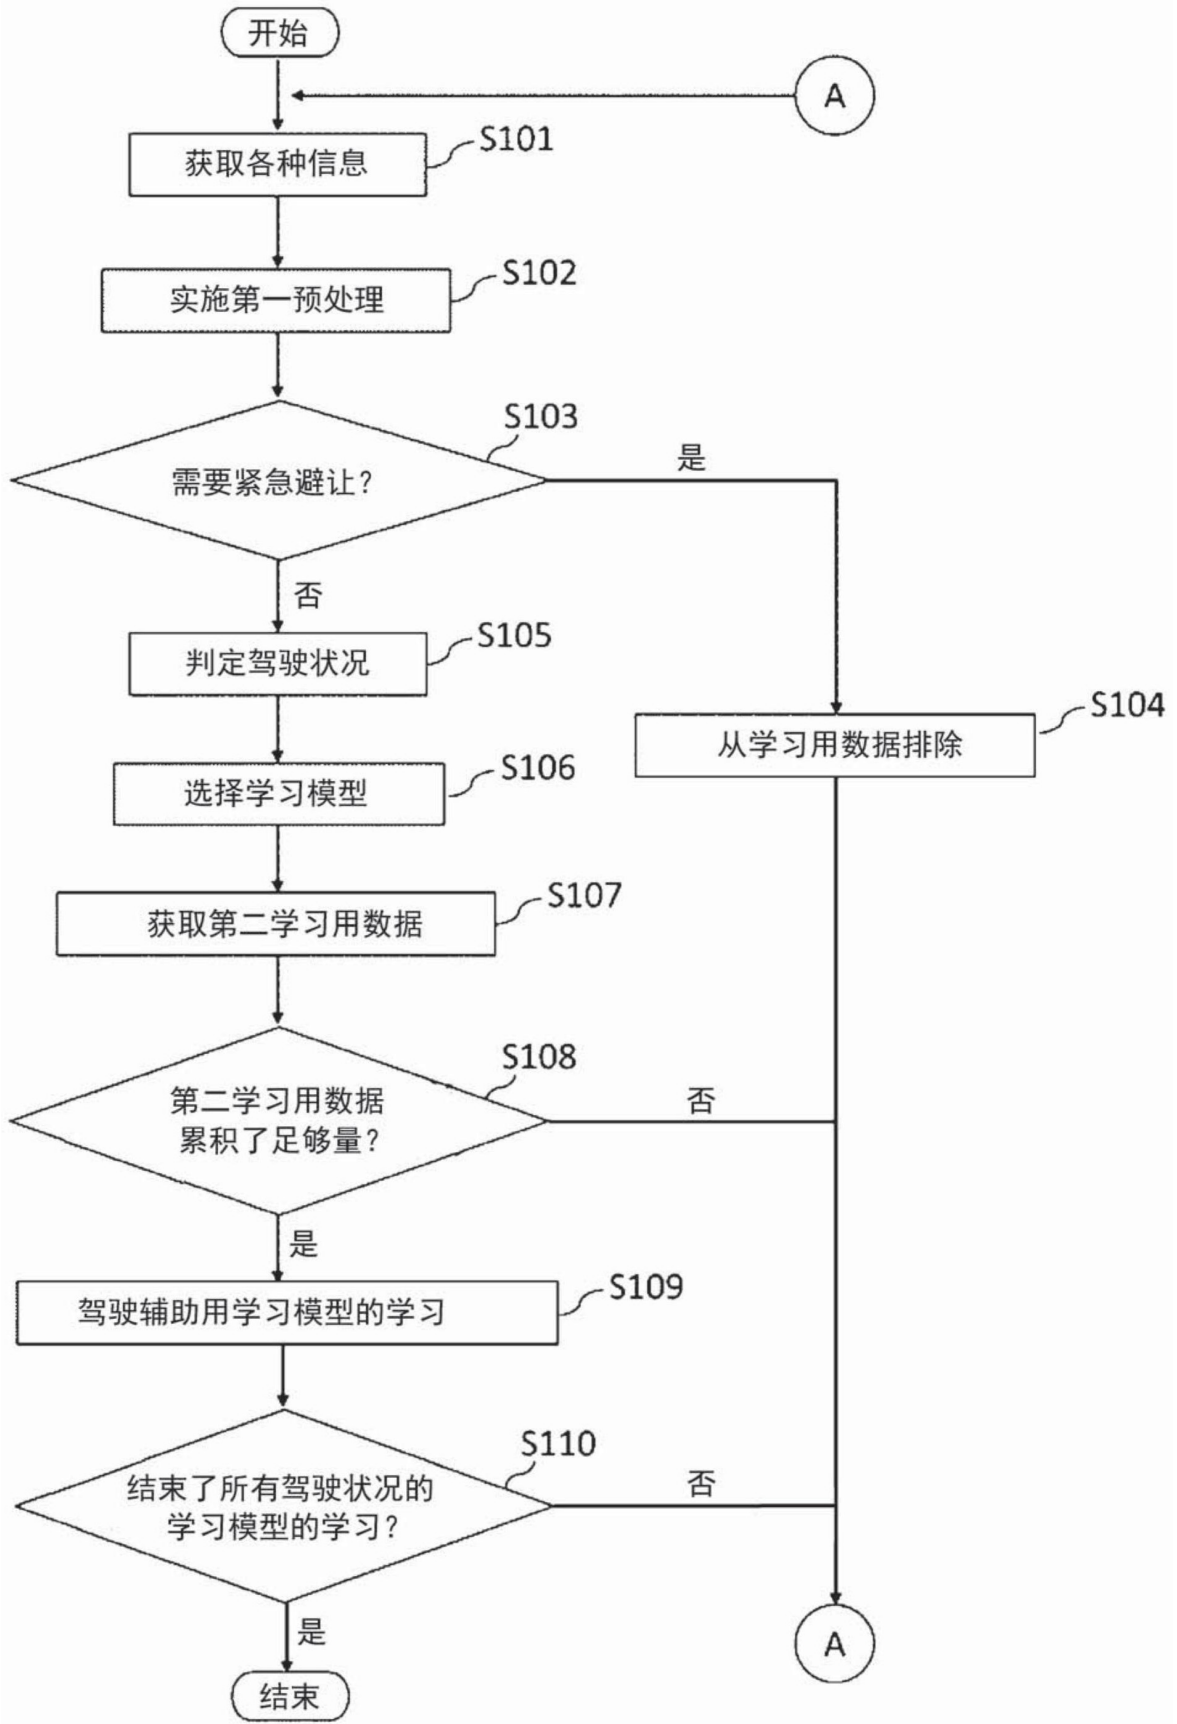 开始
A
获取各种信息
S101
实施第一预处理
S102
需要紧急避让？
S103
是
否
判定驾驶状况
S105
从学习用数据排除
S104
选择学习模型
S106
获取第二学习用数据
S107
第二学习用数据
累积了足够量？
S108
否
是
驾驶辅助用学习模型的学习
S109
结束了所有驾驶状况的
学习模型的学习？
S110
否
是
A
结束